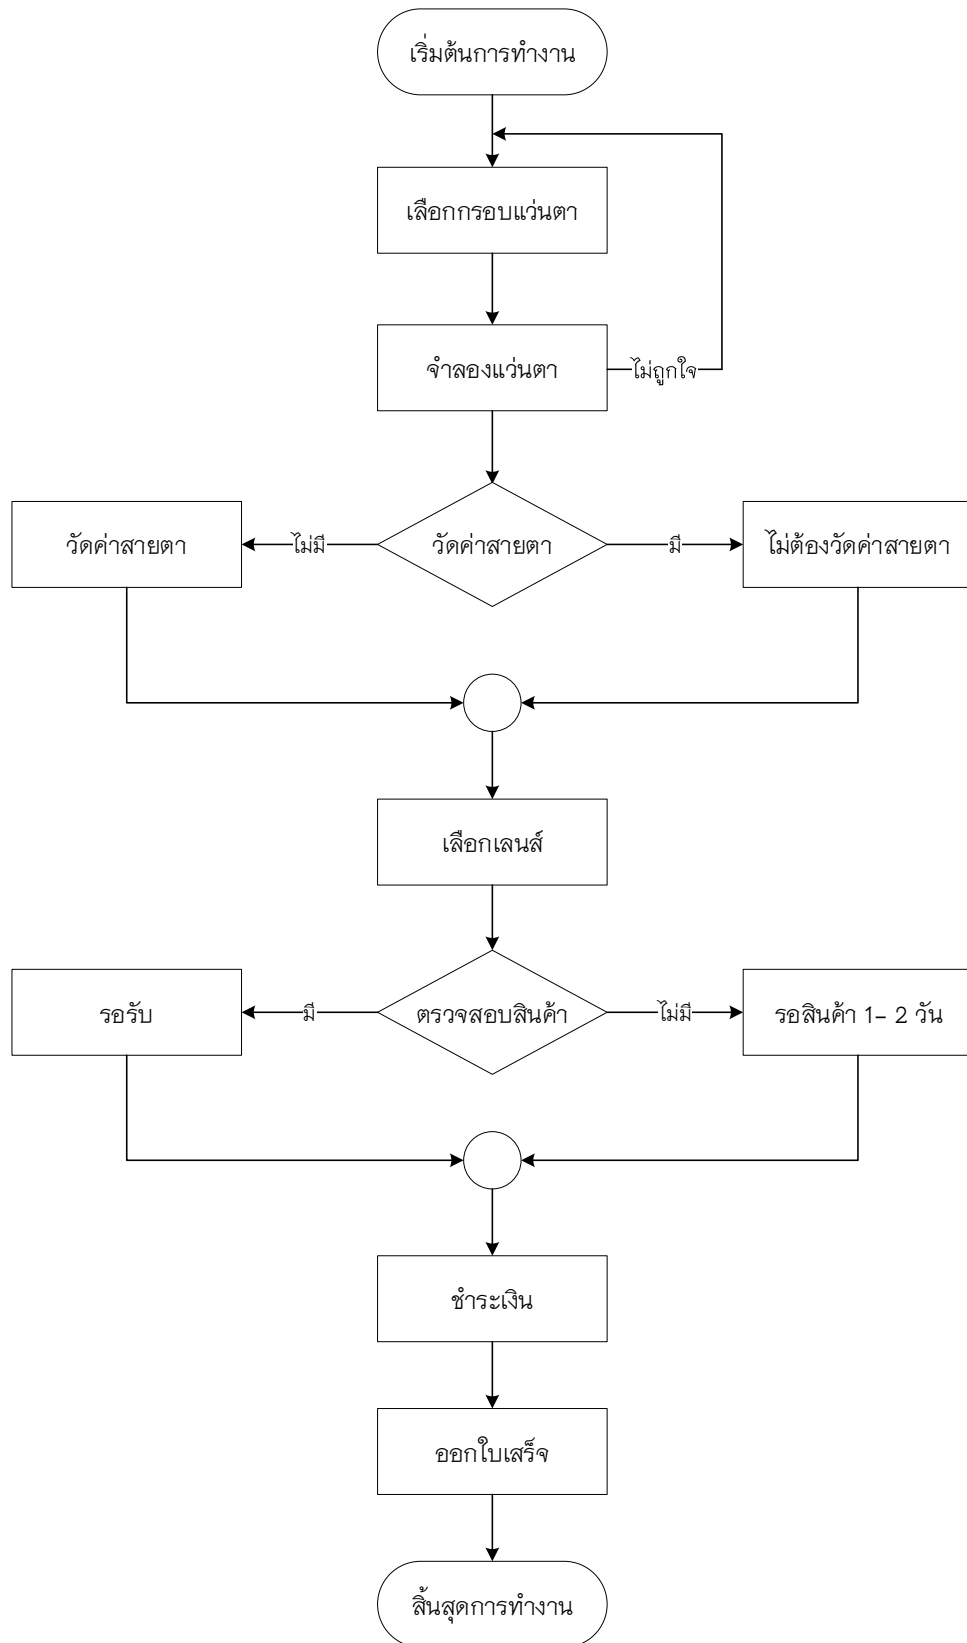 เริ่มต้นการทำงาน
เลือกกรอบแว่นตา
จำลองแว่นตา
ไม่ถูกใจ
วัดค่าสายตา
ไม่มี
วัดค่าสายตา
มี
ไม่ต้องวัดค่าสายตา
เลือกเลนส์
รอรับ
มี
ตรวจสอบสินค้า
ไม่มี
รอสินค้า 1– 2 วัน
ชำระเงิน
ออกใบเสร็จ
สิ้นสุดการทำงาน